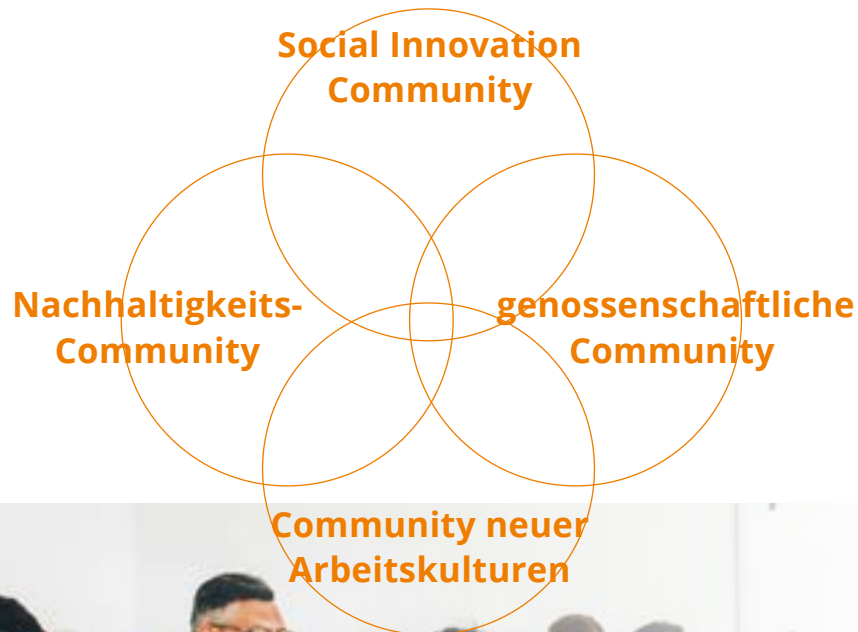 Social Innovation
Community
Nachhaltigkeits-
Community
genossenschaftliche
Community
Community neuer
Arbeitskulturen